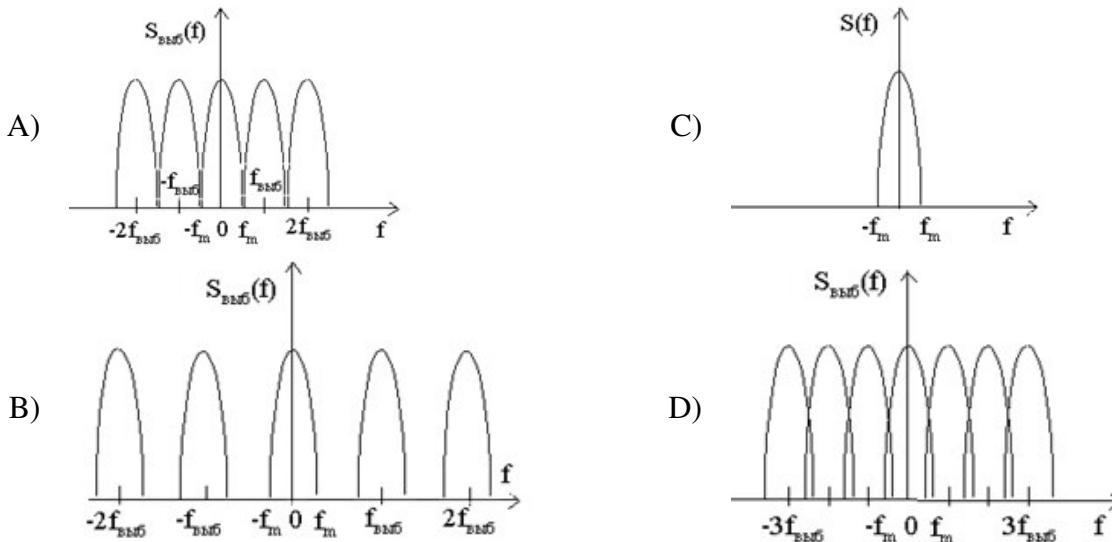 A)
S_выб(f)
-f_выб f_выб
-2f_выб -f_m 0 f_m 2f_выб f
C)
S(f)
-f_m f_m f
B)
S_выб(f)
f
-2f_выб -f_выб -f_m 0 f_m f_выб 2f_выб
D)
S_выб(f)
-3f_выб -f_m 0 f_m 3f_выб f